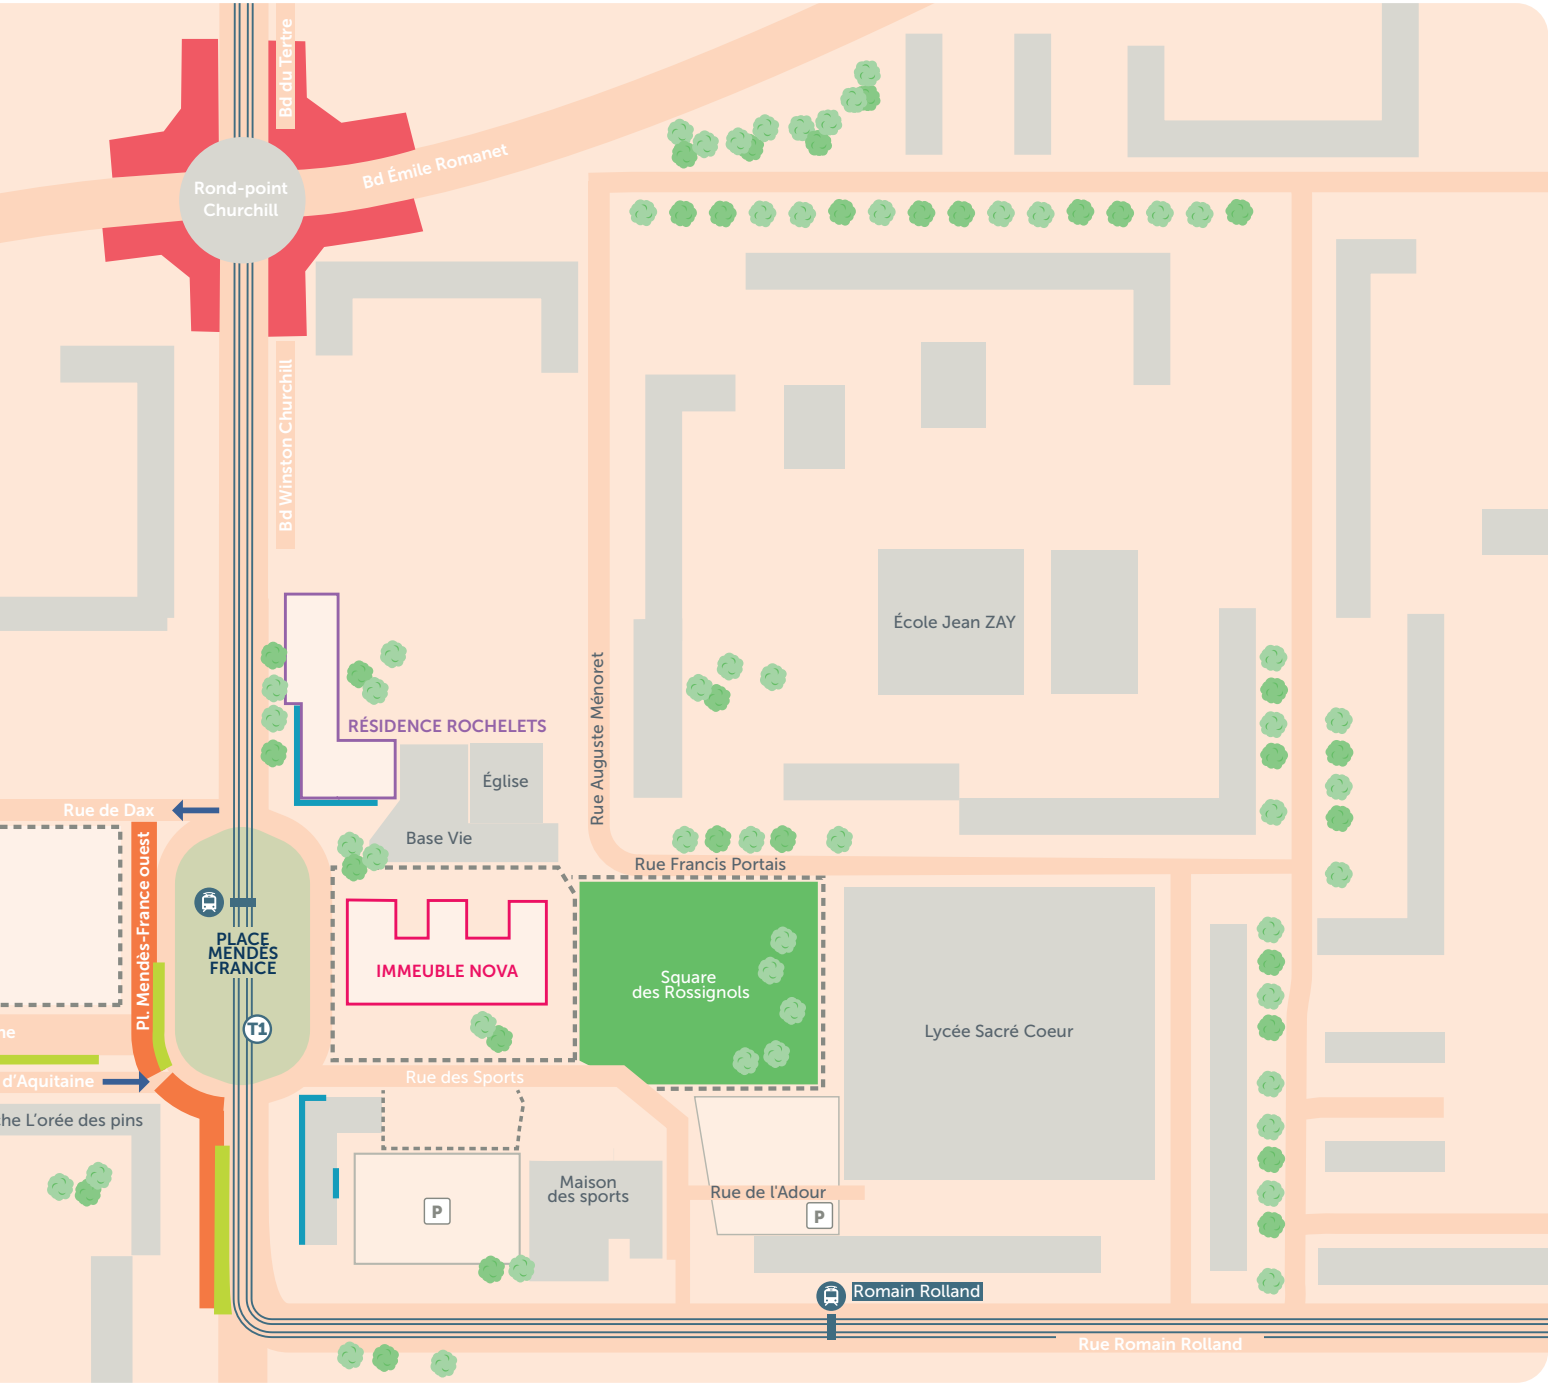 Bd du Tertre
Bd Émile Romanet
Rond-point
Churchill
Bd Winston Churchill
École Jean ZAY
Rue Auguste Ménoret
RÉSIDENCE ROCHELETS
Église
Base Vie
Rue de Dax
Pl. Mendès-France ouest
Rue Francis Portais
PLACE
MENDÈS
FRANCE
IMMEUBLE NOVA
Square
des Rossignols
Lycée Sacré Coeur
T1
ne
d'Aquitaine
Rue des Sports
che L'orée des pins
Maison
des sports
P
Rue de l'Adour
P
Romain Rolland
Rue Romain Rolland